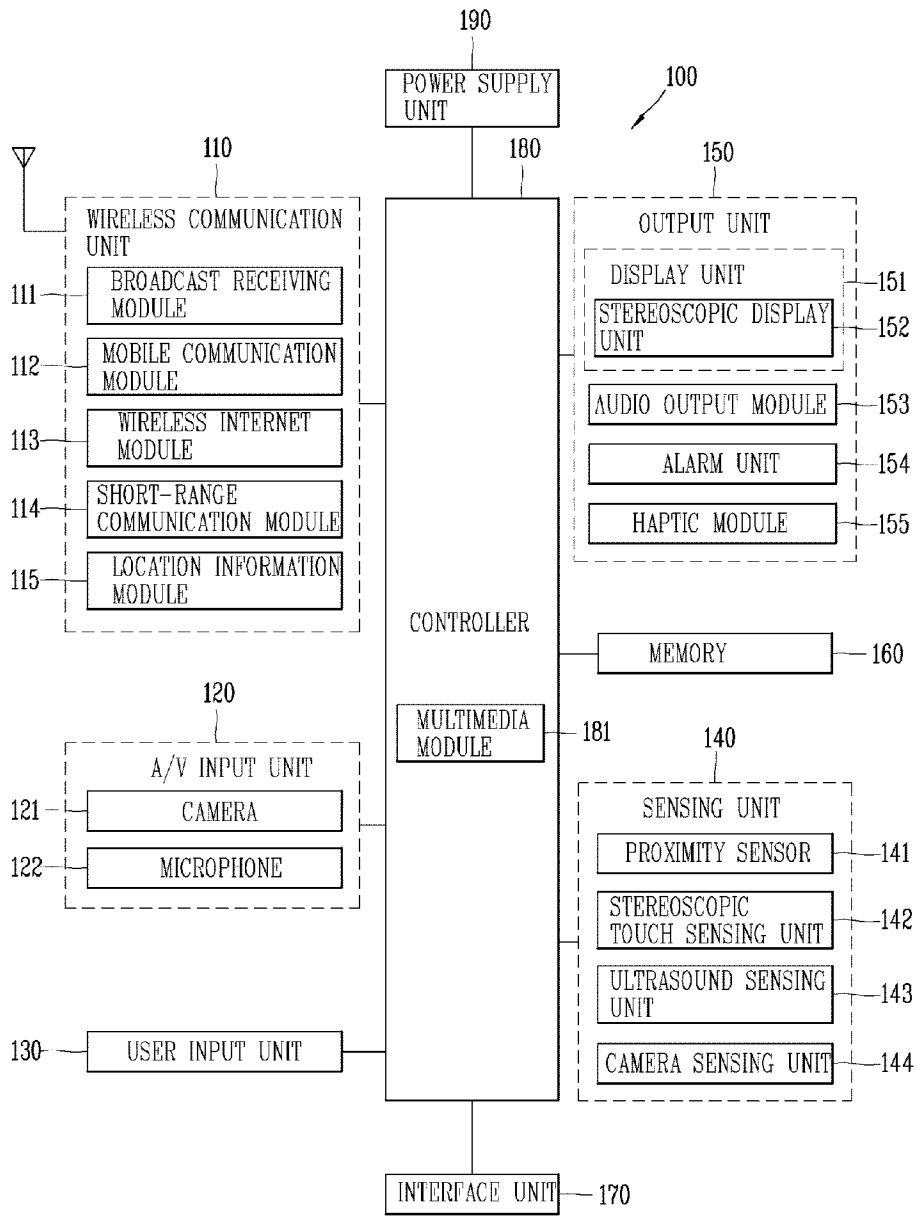 190
POWER SUPPLY
UNIT
100
110
180
150
WIRELESS COMMUNICATION
UNIT
111
BROADCAST RECEIVING
MODULE
112
MOBILE COMMUNICATION
MODULE
113
WIRELESS INTERNET
MODULE
114
SHORT-RANGE
COMMUNICATION MODULE
115
LOCATION INFORMATION
MODULE
OUTPUT UNIT
DISPLAY UNIT
151
STEREOSCOPIC DISPLAY
UNIT
152
AUDIO OUTPUT MODULE
153
ALARM UNIT
154
HAPTIC MODULE
155
CONTROLLER
MULTIMEDIA
MODULE
181
MEMORY
160
120
A/V INPUT UNIT
121
CAMERA
122
MICROPHONE
140
SENSING UNIT
PROXIMITY SENSOR
141
STEREOSCOPIC
TOUCH SENSING UNIT
142
ULTRASOUND SENSING
UNIT
143
CAMERA SENSING UNIT
144
130
USER INPUT UNIT
INTERFACE UNIT
170